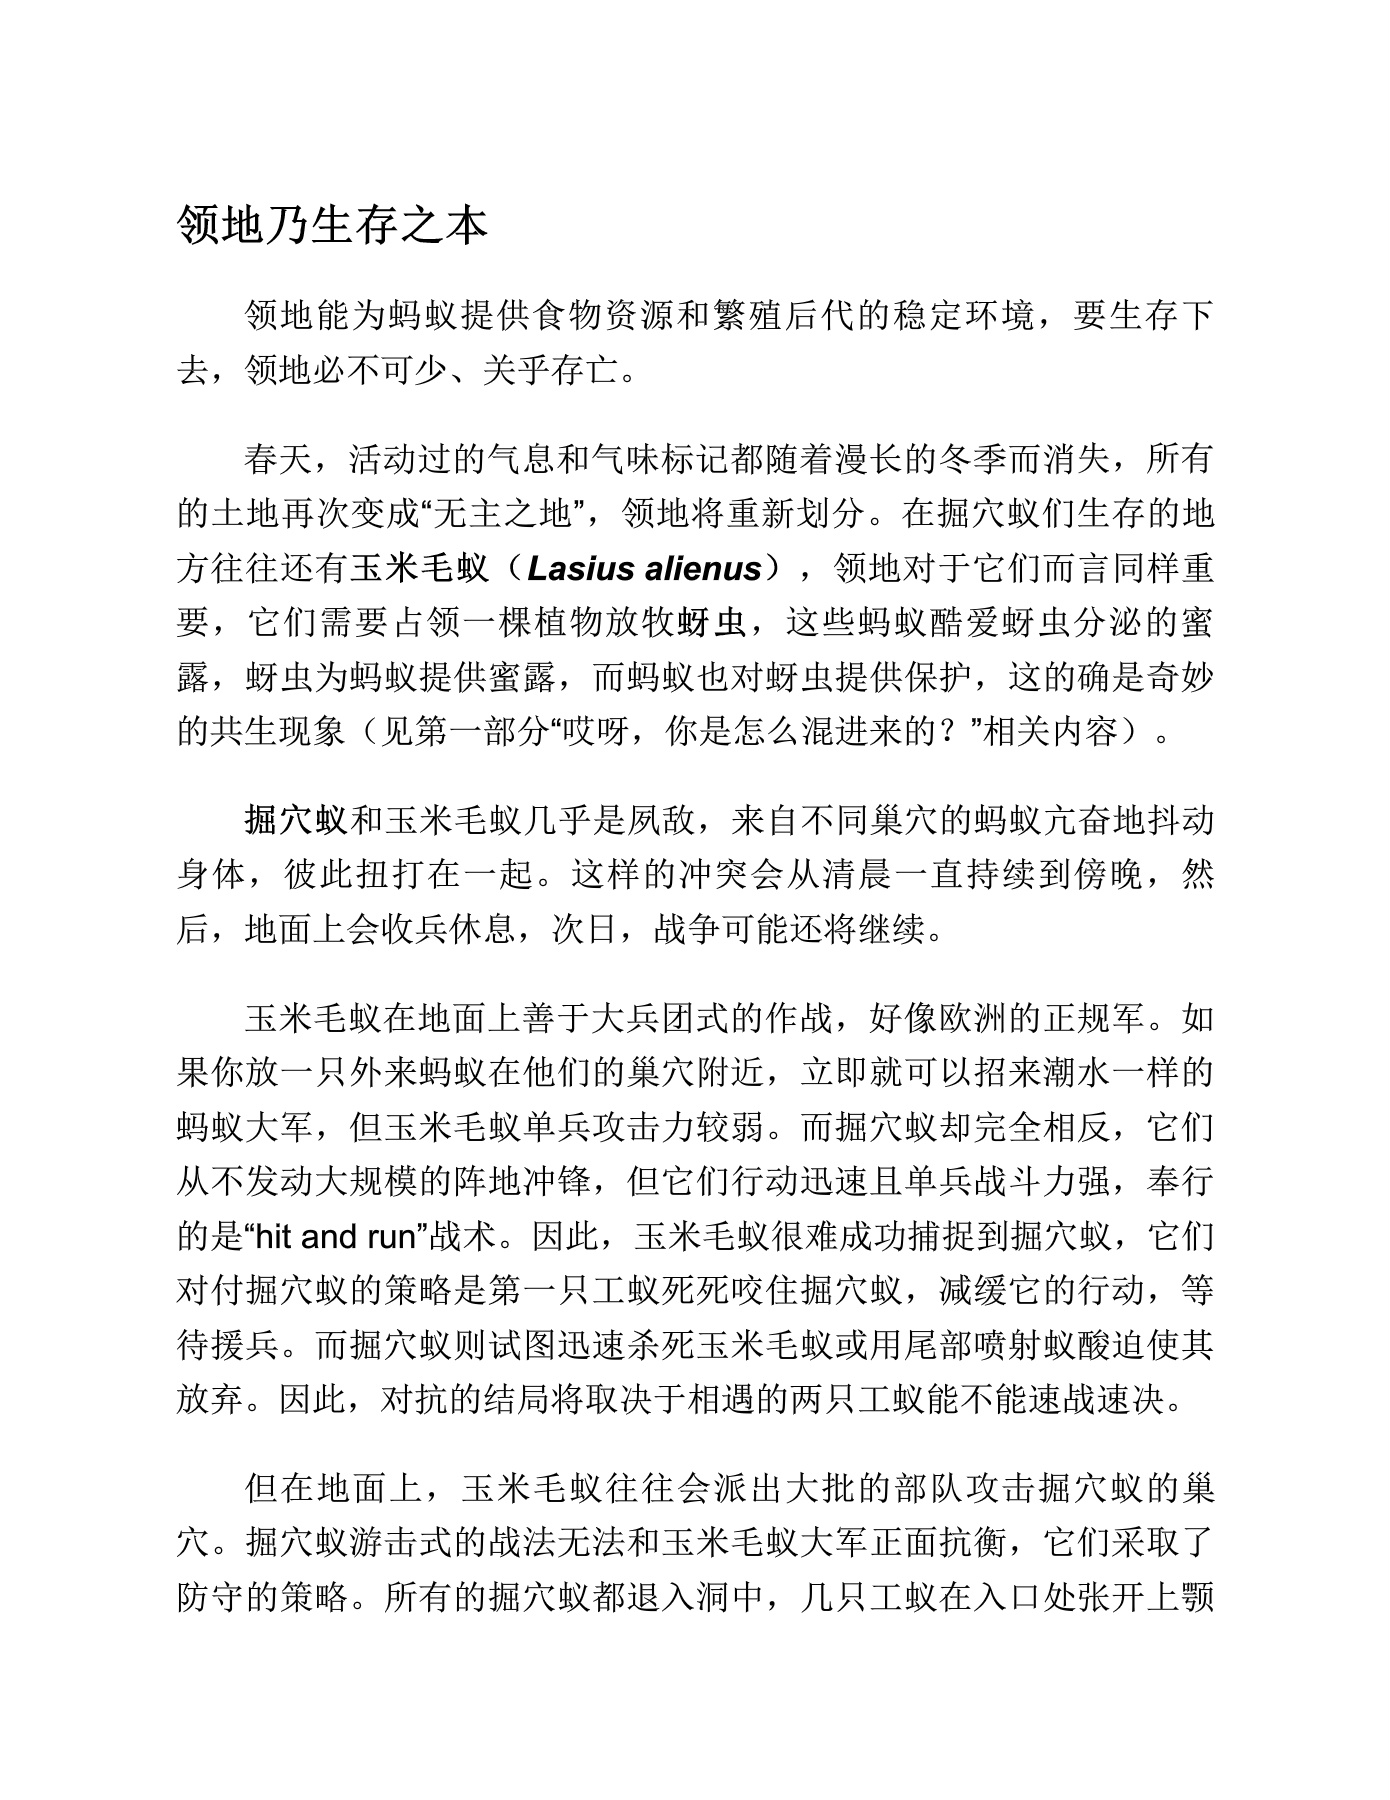 领地乃生存之本
领地能为蚂蚁提供食物资源和繁殖后代的稳定环境，要生存下
去，领地必不可少、关乎存亡。
春天，活动过的气息和气味标记都随着漫长的冬季而消失，所有
的土地再次变成“无主之地”，领地将重新划分。在掘穴蚁们生存的地
方往往还有玉米毛蚁（Lasius alienus），领地对于它们而言同样重
要，它们需要占领一棵植物放牧蚜虫，这些蚂蚁酷爱蚜虫分泌的蜜
露，蚜虫为蚂蚁提供蜜露，而蚂蚁也对蚜虫提供保护，这的确是奇妙
的共生现象（见第一部分“哎呀，你是怎么混进来的？”相关内容）。
掘穴蚁和玉米毛蚁几乎是夙敌，来自不同巢穴的蚂蚁亢奋地抖动
身体，彼此扭打在一起。这样的冲突会从清晨一直持续到傍晚，然
后，地面上会收兵休息，次日，战争可能还将继续。
玉米毛蚁在地面上善于大兵团式的作战，好像欧洲的正规军。如
果你放一只外来蚂蚁在他们的巢穴附近，立即就可以招来潮水一样的
蚂蚁大军，但玉米毛蚁单兵攻击力较弱。而掘穴蚁却完全相反，它们
从不发动大规模的阵地冲锋，但它们行动迅速且单兵战斗力强，奉行
的是“hit and run”战术。因此，玉米毛蚁很难成功捕捉到掘穴蚁，它们
对付掘穴蚁的策略是第一只工蚁死死咬住掘穴蚁，减缓它的行动，等
待援兵。而掘穴蚁则试图迅速杀死玉米毛蚁或用尾部喷射蚁酸迫使其
放弃。因此，对抗的结局将取决于相遇的两只工蚁能不能速战速决。
但在地面上，玉米毛蚁往往会派出大批的部队攻击掘穴蚁的巢
穴。掘穴蚁游击式的战法无法和玉米毛蚁大军正面抗衡，它们采取了
防守的策略。所有的掘穴蚁都退入洞中，几只工蚁在入口处张开上颚